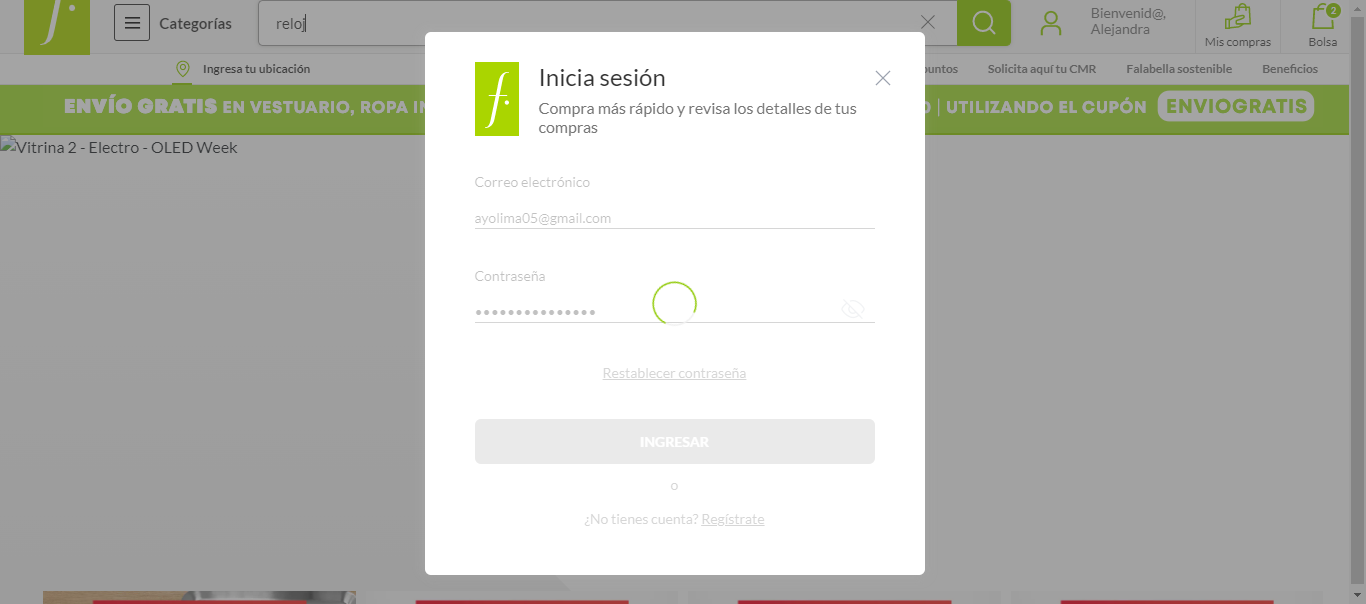 Categorías
reloj
Bienvenid@,
Alejandra
Mis compras
2
Bolsa
Ingresa tu ubicación
Solicita aquí tu CMR
Falabella sostenible
Beneficios
ENVÍO GRATIS EN VESTUARIO, ROPA
| UTILIZANDO EL CUPÓN ENVIOGRATIS
Vitrina 2 - Electro - OLED Week
f.
Inicia sesión
Compra más rápido y revisa los detalles de tus
compras
Correo electrónico
ayolima05@gmail.com
Contraseña
•••••••••••••••
Restablecer contraseña
INGRESAR
o
¿No tienes cuenta? Regístrate